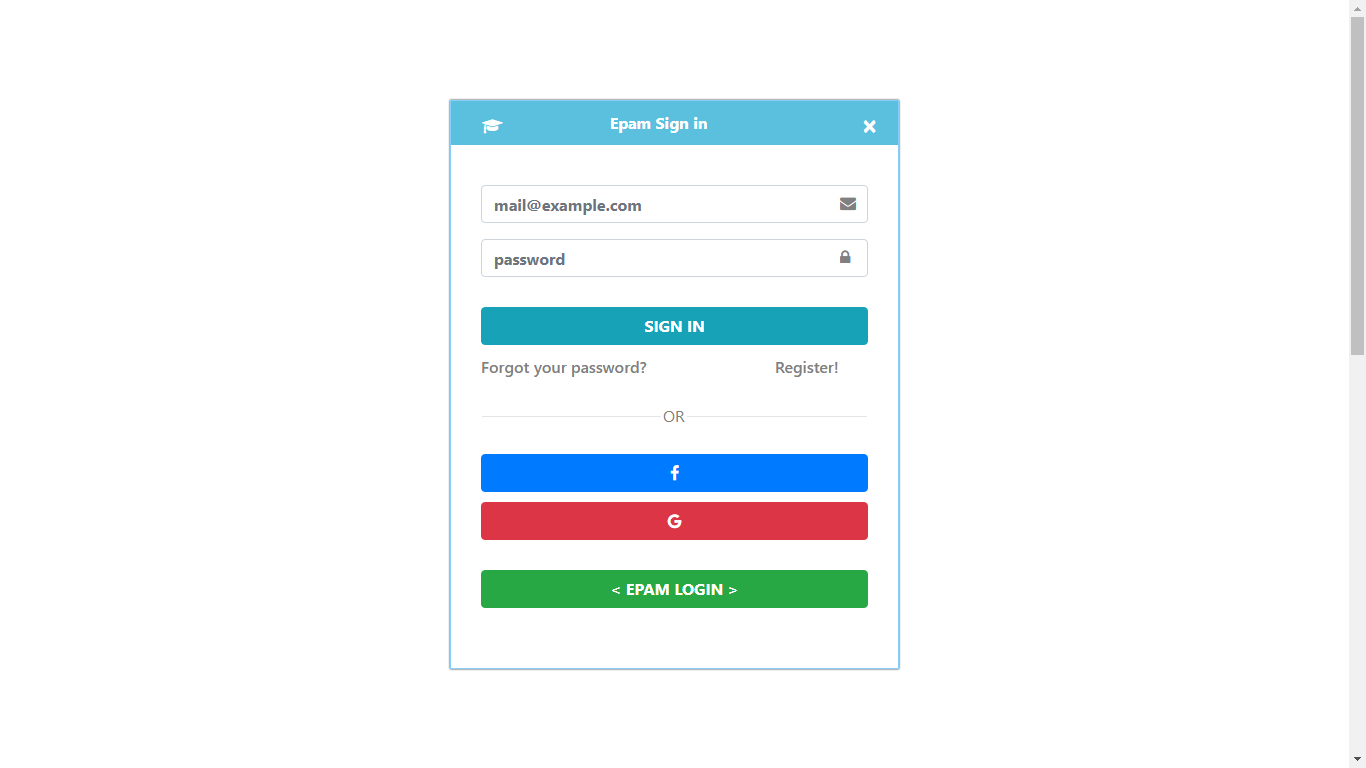 Epam Sign in
mail@example.com
password
SIGN IN
Forgot your password? Register!
OR
< EPAM LOGIN >